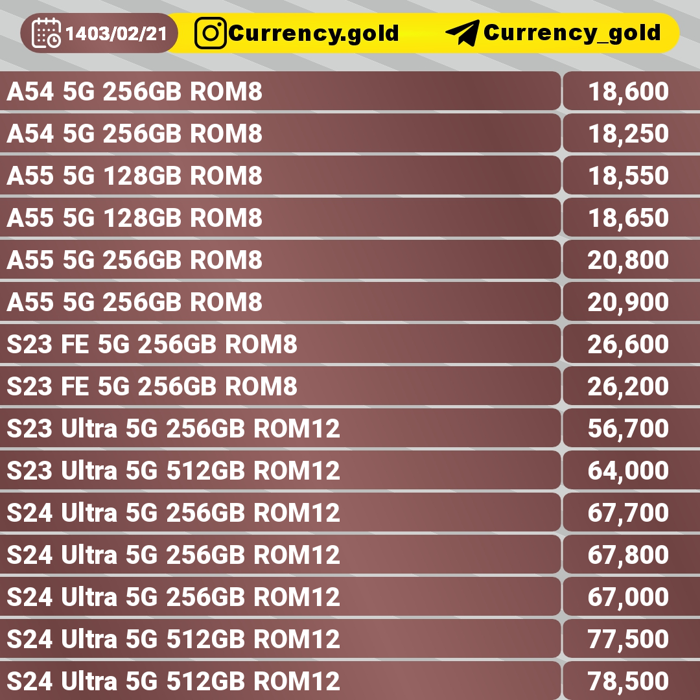 1403/02/21 Currency.gold Currency_gold
A54 5G 256GB ROM8 18,600
A54 5G 256GB ROM8 18,250
A55 5G 128GB ROM8 18,550
A55 5G 128GB ROM8 18,650
A55 5G 256GB ROM8 20,800
A55 5G 256GB ROM8 20,900
S23 FE 5G 256GB ROM8 26,600
S23 FE 5G 256GB ROM8 26,200
S23 Ultra 5G 256GB ROM12 56,700
S23 Ultra 5G 512GB ROM12 64,000
S24 Ultra 5G 256GB ROM12 67,700
S24 Ultra 5G 256GB ROM12 67,800
S24 Ultra 5G 256GB ROM12 67,000
S24 Ultra 5G 512GB ROM12 77,500
S24 Ultra 5G 512GB ROM12 78,500